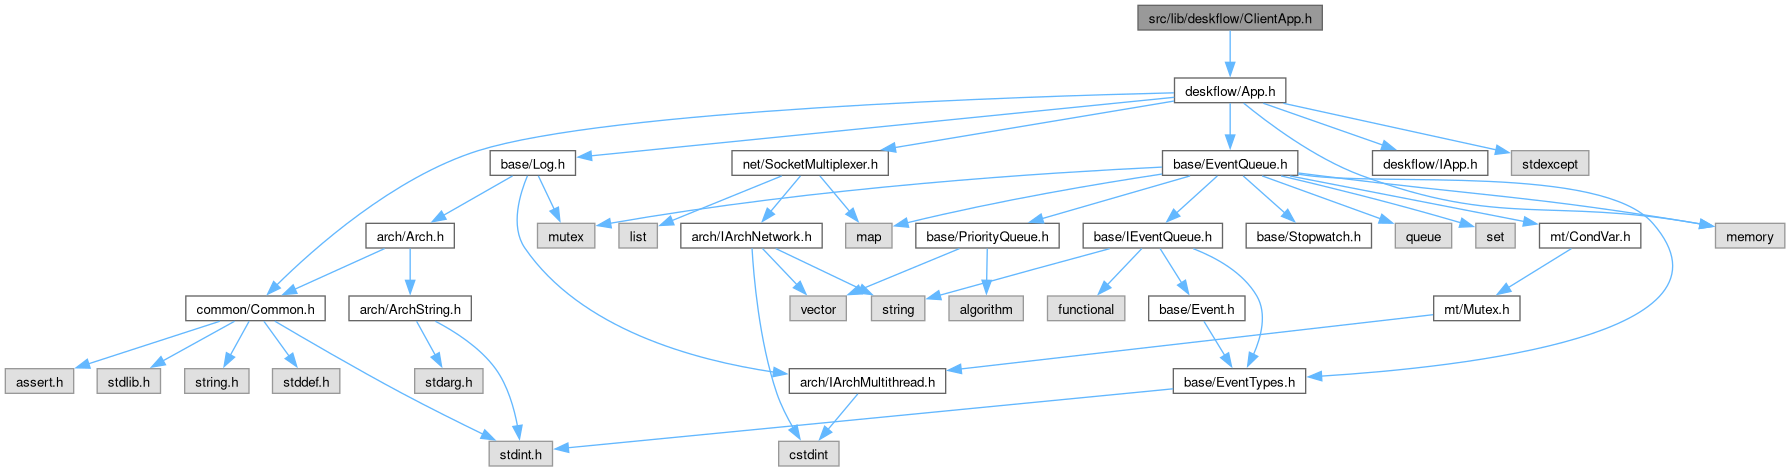 src/lib/deskflow/ClientApp.h
deskflow/App.h
base/Log.h
net/SocketMultiplexer.h
base/EventQueue.h
deskflow/IApp.h
stdexcept
arch/Arch.h
mutex
list
arch/IArchNetwork.h
map
base/PriorityQueue.h
base/IEventQueue.h
base/Stopwatch.h
queue
set
mt/CondVar.h
memory
common/Common.h
arch/ArchString.h
vector
string
algorithm
functional
base/Event.h
mt/Mutex.h
assert.h
stdlib.h
string.h
stddef.h
stdarg.h
arch/IArchMultithread.h
base/EventTypes.h
stdint.h
cstdint